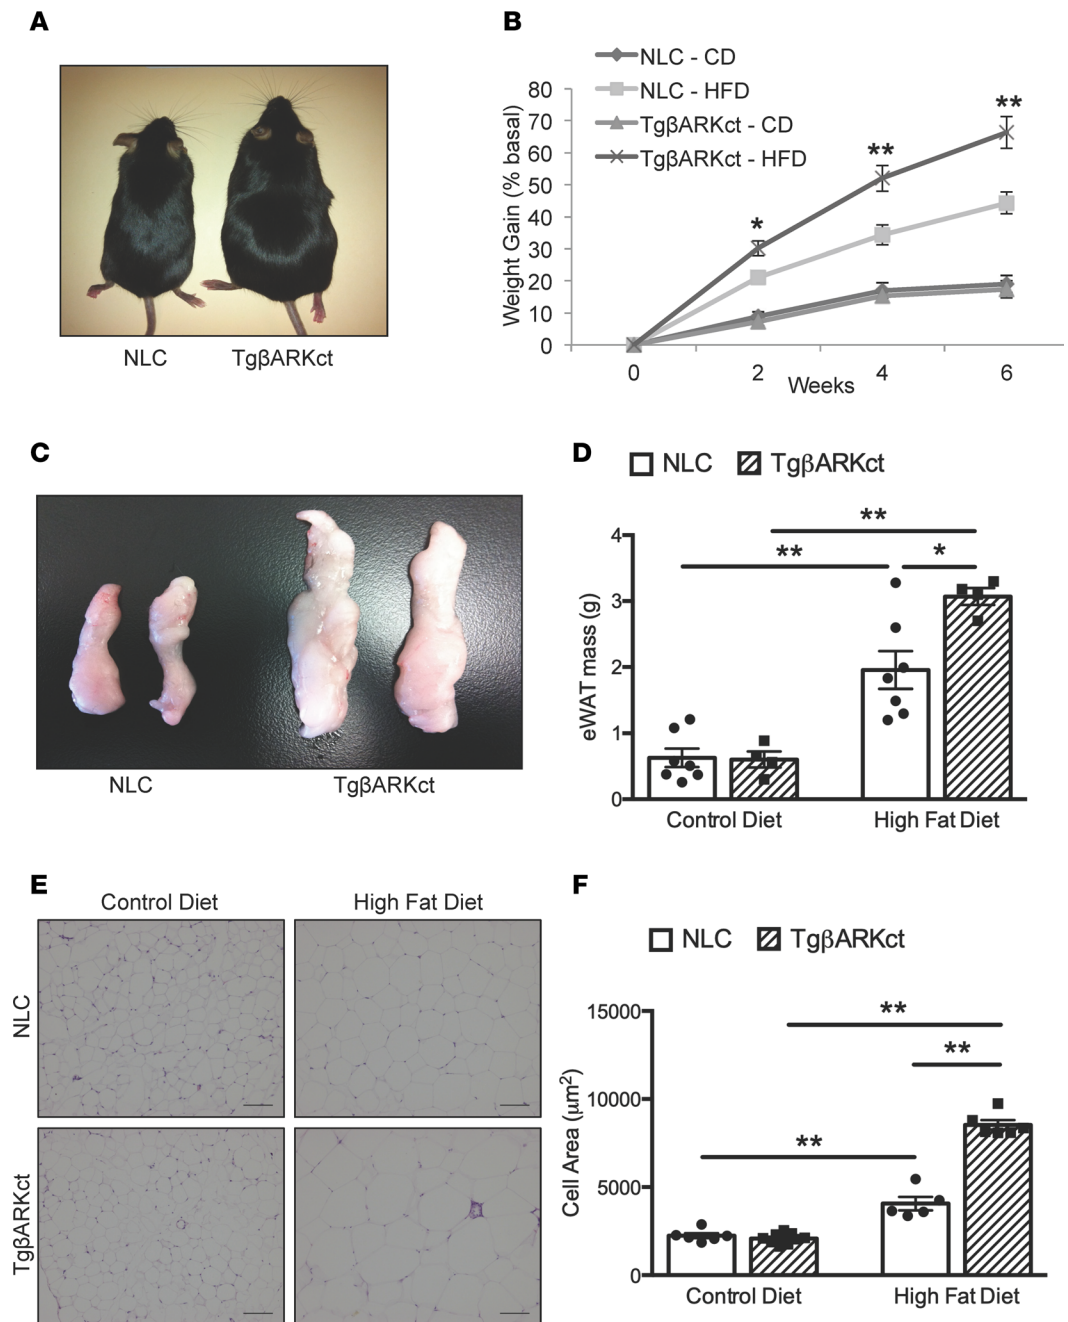 A
NLC
TgβARKct
B
NLC - CD
NLC - HFD
TgβARKct - CD
TgβARKct - HFD
Weight Gain (% basal)
80
70
60
50
40
30
20
10
0
*
**
**
0
2
4
6
Weeks
C
NLC
TgβARKct
D
NLC
TgβARKct
eWAT mass (g)
4
3
2
1
0
**
**
*
Control Diet
High Fat Diet
E
Control Diet
High Fat Diet
NLC
TgβARKct
F
NLC
TgβARKct
Cell Area (μm²)
15000
10000
5000
0
**
**
**
Control Diet
High Fat Diet